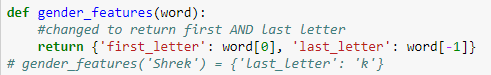 def gender_features(word):
    #changed to return first AND last letter
    return {'first_letter': word[0], 'last_letter': word[-1]}
# gender_features('Shrek') = {'last_letter': 'k'}